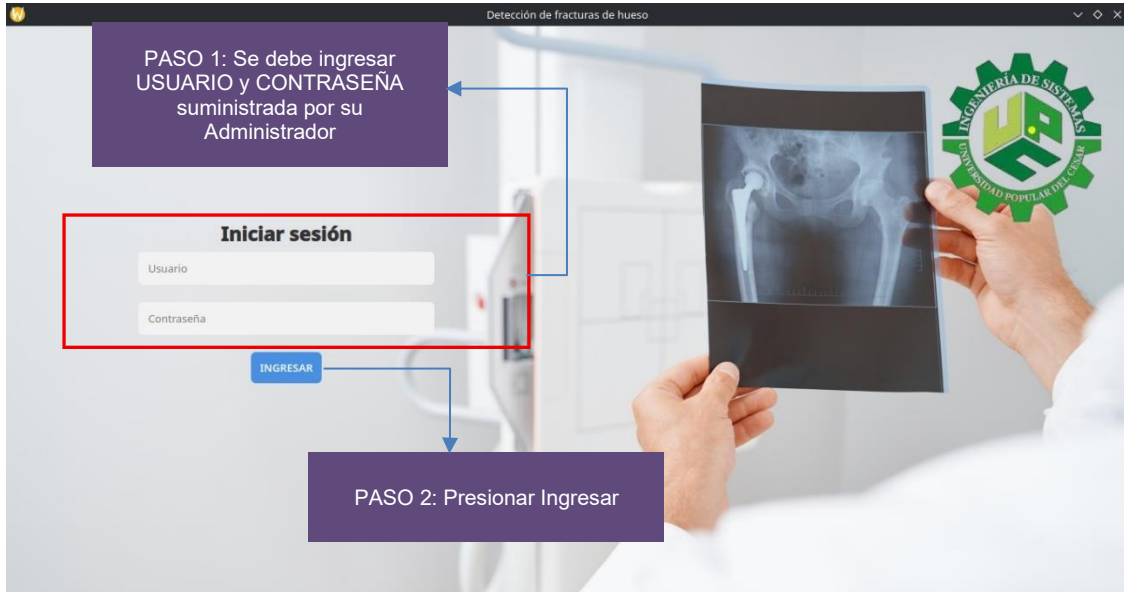 Detección de fracturas de hueso
PASO 1: Se debe ingresar
USUARIO y CONTRASEÑA
suministrada por su
Administrador
INGENIERÍA DE SISTEMAS
UPC
UNIVERSIDAD POPULAR DEL CESAR
Iniciar sesión
Usuario
Contraseña
INGRESAR
PASO 2: Presionar Ingresar